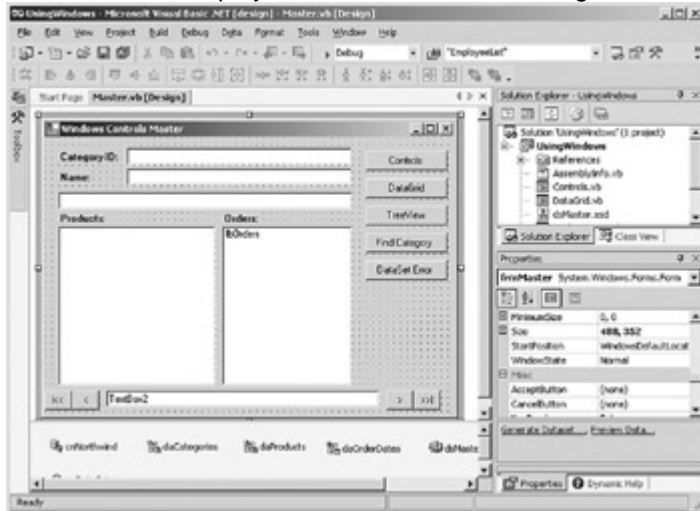 UsingWindows - Microsoft Visual Basic .NET [design] - Master.vb [Design]
File Edit View Project Build Debug Data Format Tools Window Help
Debug "EmployeeList"
Start Page Master.vb [Design]
Toolbox
Windows Controls Master
Category ID:
Name:
Products: Orders:
lbOrders
Controls
DataGrid
TreeView
Find Category
DataSet Error
<< < TextBox2 > >>
cnNorthwind daCategories daProducts daOrderDates dsMaste
Solution Explorer - UsingWindows
Solution 'UsingWindows' (1 project)
UsingWindows
References
AssemblyInfo.vb
Controls.vb
DataGrid.vb
dsMaster.xsd
Solution Explorer Class View
Properties
frmMaster System.Windows.Forms.Form
MinimumSize 0, 0
Size 488, 352
StartPosition WindowsDefaultLocat
WindowState Normal
Misc
AcceptButton (none)
CancelButton (none)
Generate Dataset..., Preview Data...
Properties Dynamic Help
Ready